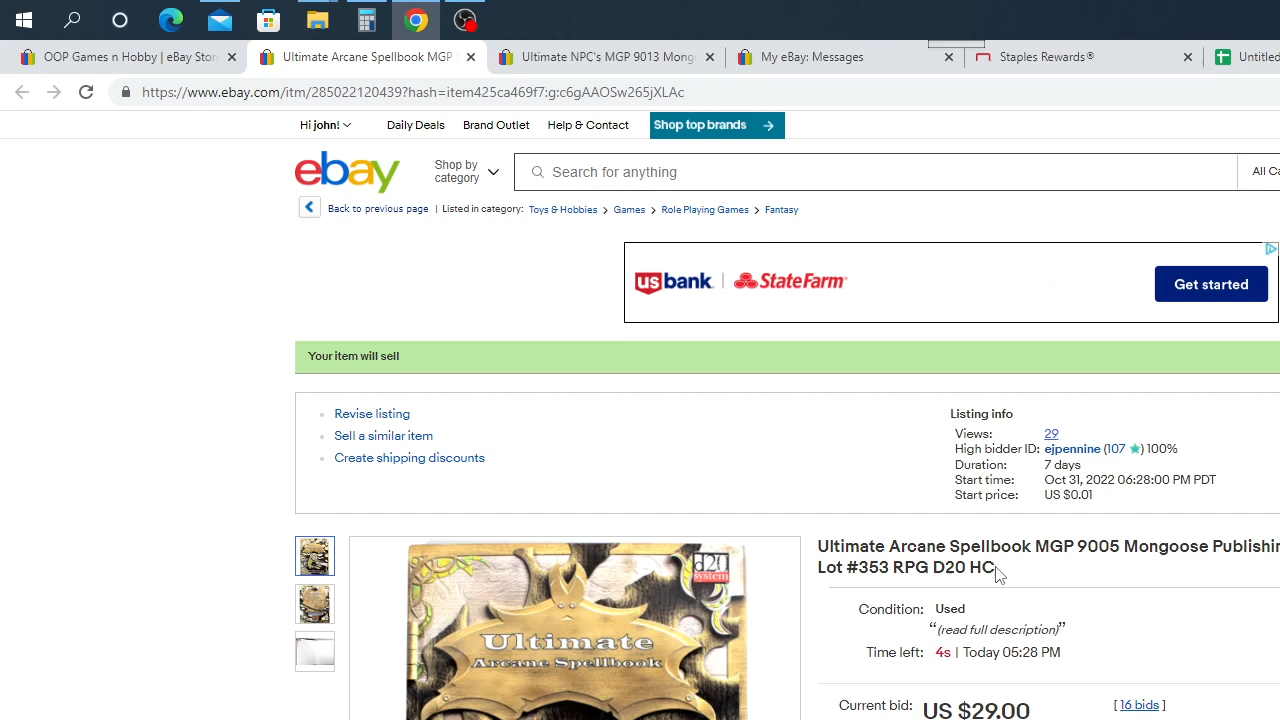 OOP Games n Hobby | eBay Stor
Ultimate Arcane Spellbook MGP
Ultimate NPC's MGP 9013 Mong
My eBay: Messages
Staples Rewards®
Untitled
https://www.ebay.com/itm/285022120439?hash=item425ca469f7:g:c6gAAOSw265jXLAc
Hi john!
Daily Deals
Brand Outlet
Help & Contact
Shop top brands
ebay
Shop by
category
Search for anything
All Ca
Back to previous page | Listed in category: Toys & Hobbies > Games > Role Playing Games > Fantasy
usbank | StateFarm
Get started
Your item will sell
Revise listing
Sell a similar item
Create shipping discounts
Listing info
Views: 29
High bidder ID: ejpennine (107 ★) 100%
Duration: 7 days
Start time: Oct 31, 2022 06:28:00 PM PDT
Start price: US $0.01
d20
system
Ultimate
Arcane Spellbook
Ultimate Arcane Spellbook MGP 9005 Mongoose Publishin
Lot #353 RPG D20 HC
Condition: Used
“(read full description)”
Time left: 4s | Today 05:28 PM
Current bid: US $29.00 [ 16 bids ]